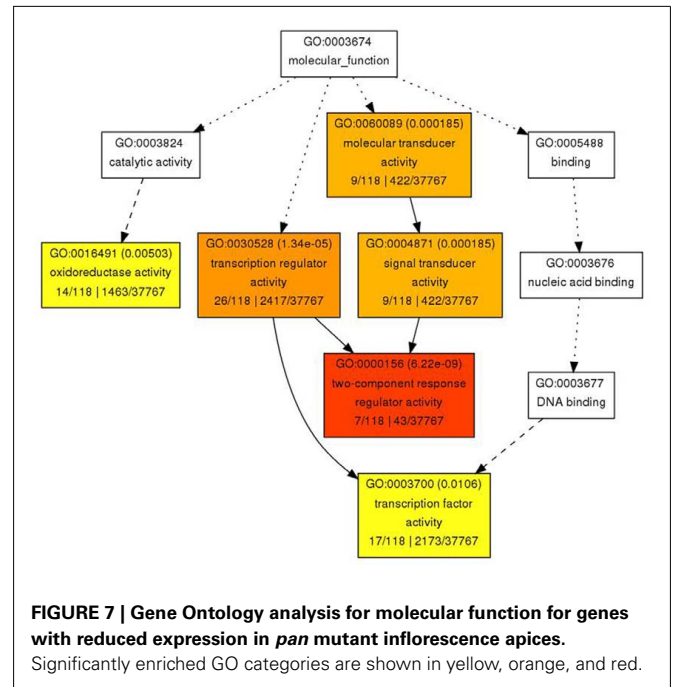 GO:0003674
molecular_function
GO:0060089 (0.000185)
molecular transducer
activity
9/118 | 422/37767
GO:0003824
catalytic activity
GO:0005488
binding
GO:0016491 (0.00503)
oxidoreductase activity
14/118 | 1463/37767
GO:0030528 (1.34e-05)
transcription regulator
activity
26/118 | 2417/37767
GO:0004871 (0.000185)
signal transducer
activity
9/118 | 422/37767
GO:0003676
nucleic acid binding
GO:0000156 (6.22e-09)
two-component response
regulator activity
7/118 | 43/37767
GO:0003677
DNA binding
GO:0003700 (0.0106)
transcription factor
activity
17/118 | 2173/37767
FIGURE 7 | Gene Ontology analysis for molecular function for genes
with reduced expression in pan mutant inflorescence apices.
Significantly enriched GO categories are shown in yellow, orange, and red.